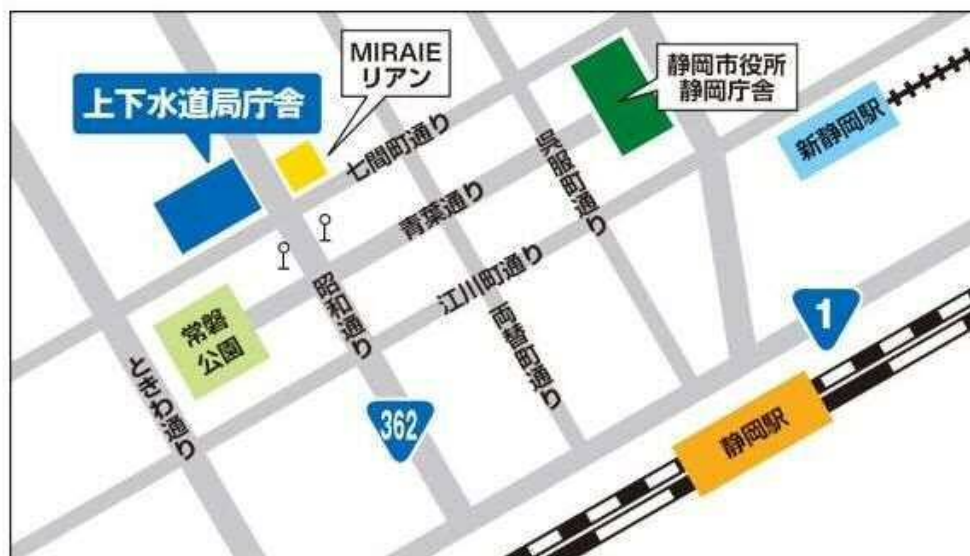 MIRAIE
リアン
上下水道局庁舎
静岡市役所
静岡庁舎
新静岡駅
七間町通り
青葉通り
呉服町通り
江川町通り
両替町通り
昭和通り
常磐
公園
ときわ通り
1
362
静岡駅